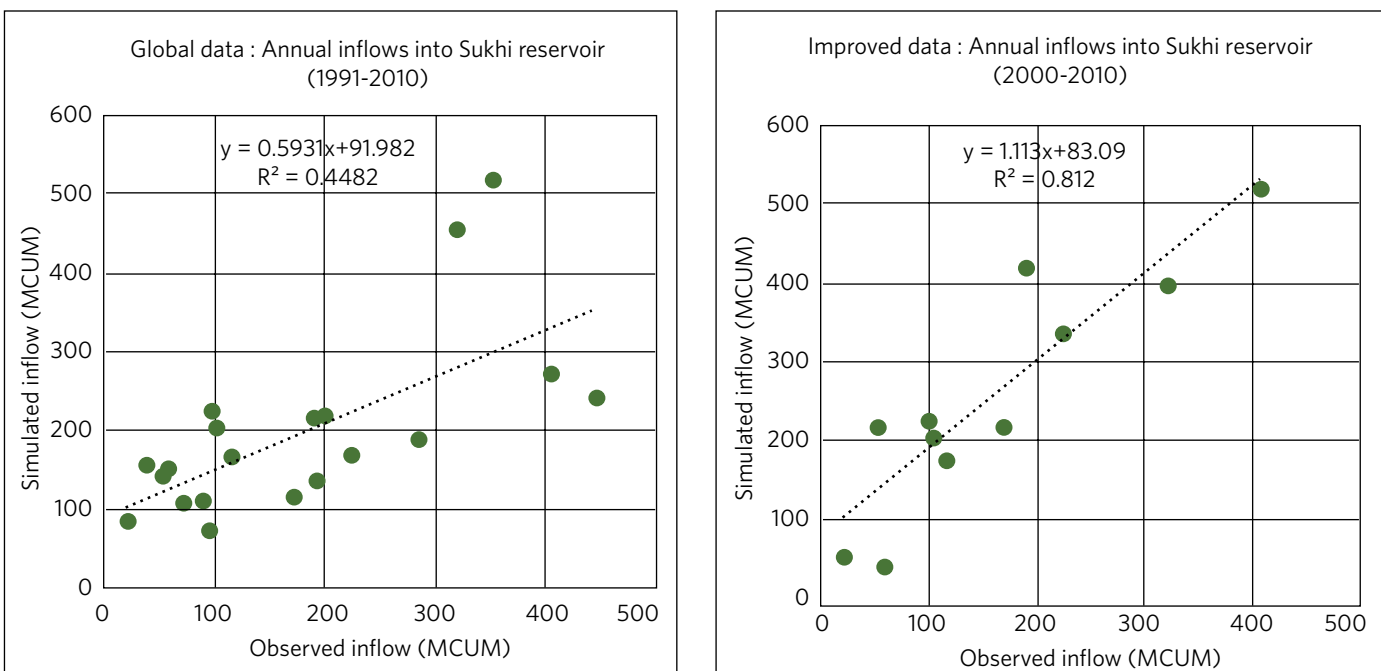 Global data : Annual inflows into Sukhi reservoir
(1991-2010)
600
500
400
300
200
100
0
y = 0.5931x+91.982
R² = 0.4482
Simulated inflow (MCUM)
0 100 200 300 400 500
Observed inflow (MCUM)
Improved data : Annual inflows into Sukhi reservoir
(2000-2010)
600
500
400
300
200
100
0
y = 1.113x+83.09
R² = 0.812
Simulated inflow (MCUM)
0 100 200 300 400 500
Observed inflow (MCUM)